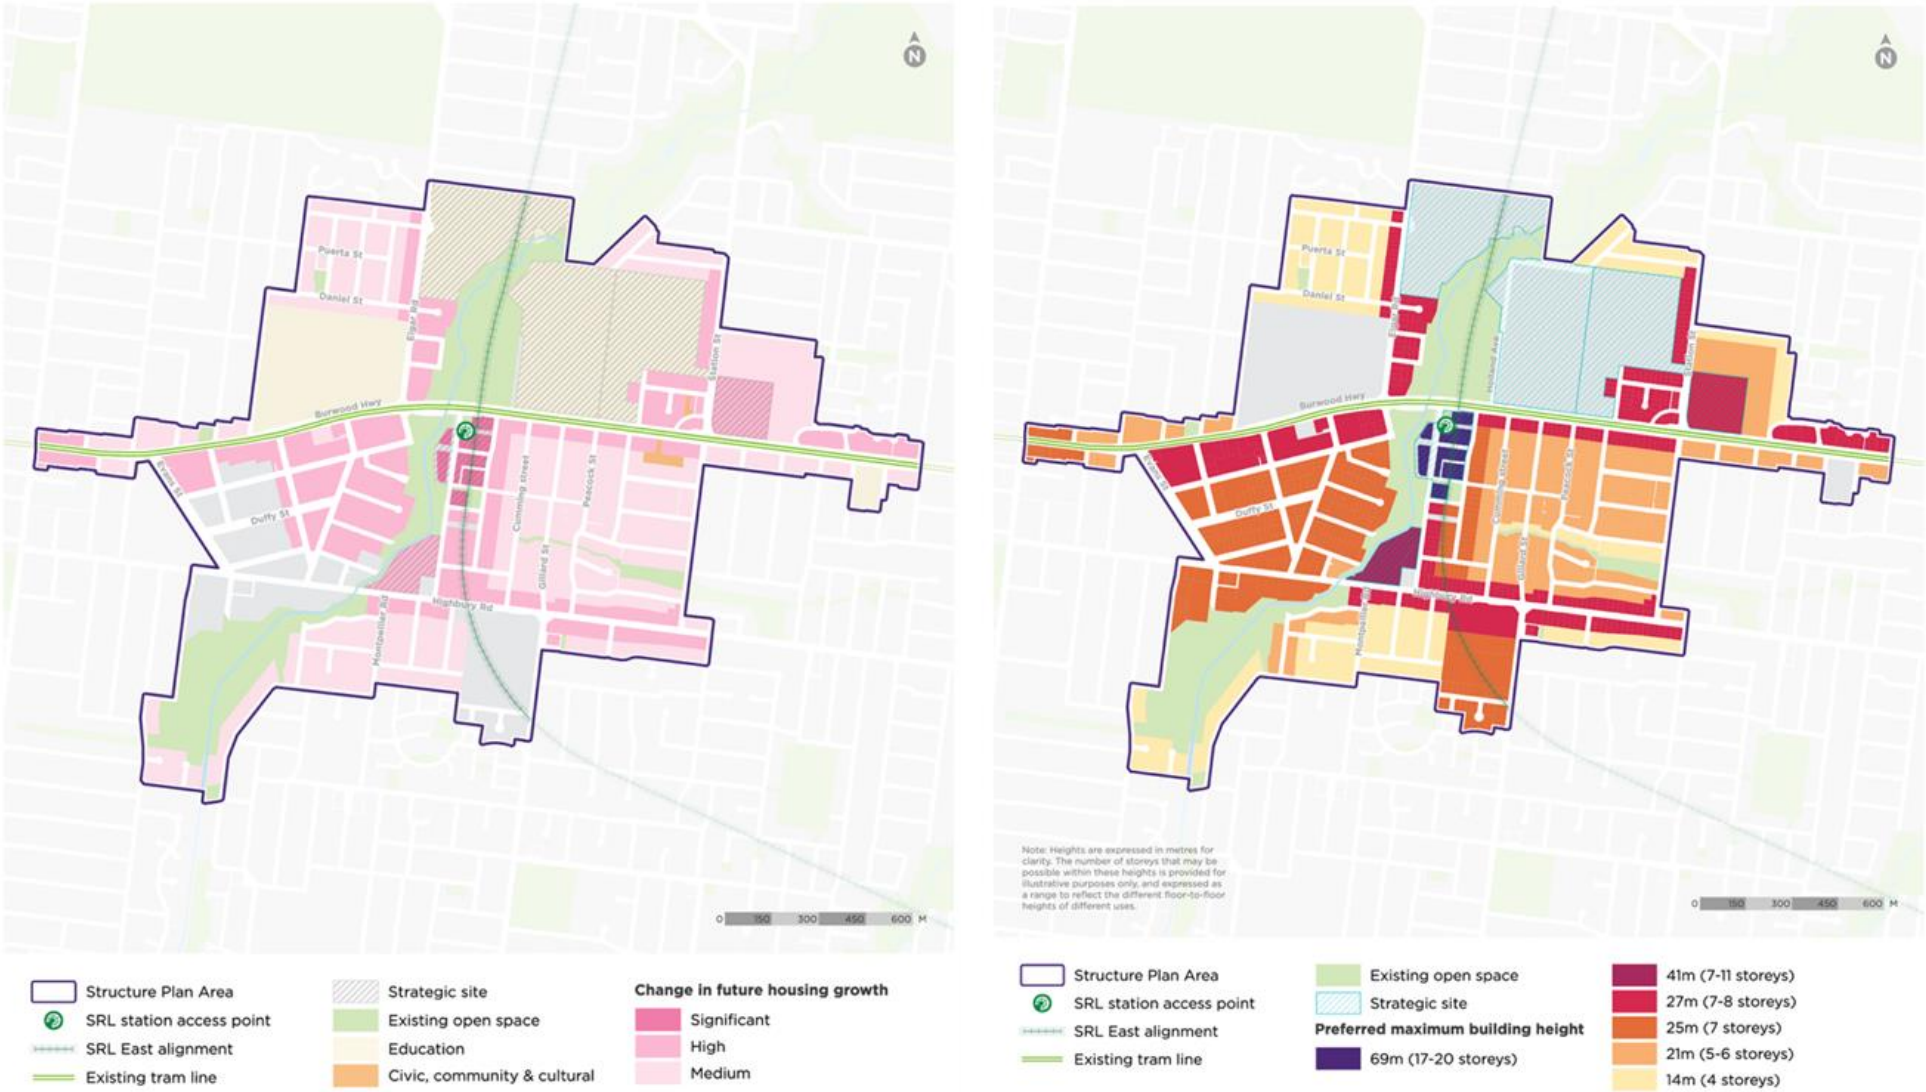 N
Puerta St
Daniel St
Elgar Rd
Station St
Burwood Hwy
Evans St
Duffy St
Cumming street
Peacock St
Gillard St
Highbury Rd
Montpellier Rd
0 150 300 450 600 M
Structure Plan Area
SRL station access point
SRL East alignment
Existing tram line
Strategic site
Existing open space
Education
Civic, community & cultural
Change in future housing growth
Significant
High
Medium
N
Puerta St
Daniel St
Elgar Rd
Holland Ave
Station St
Burwood Hwy
Evans St
Duffy St
Cumming street
Peacock St
Gillard St
Highbury Rd
Montpellier Rd
Note: Heights are expressed in metres for
clarity. The number of storeys that may be
possible within these heights is provided for
illustrative purposes only, and expressed as
a range to reflect the different floor-to-floor
heights of different uses.
0 150 300 450 600 M
Structure Plan Area
SRL station access point
SRL East alignment
Existing tram line
Existing open space
Strategic site
Preferred maximum building height
69m (17-20 storeys)
41m (7-11 storeys)
27m (7-8 storeys)
25m (7 storeys)
21m (5-6 storeys)
14m (4 storeys)